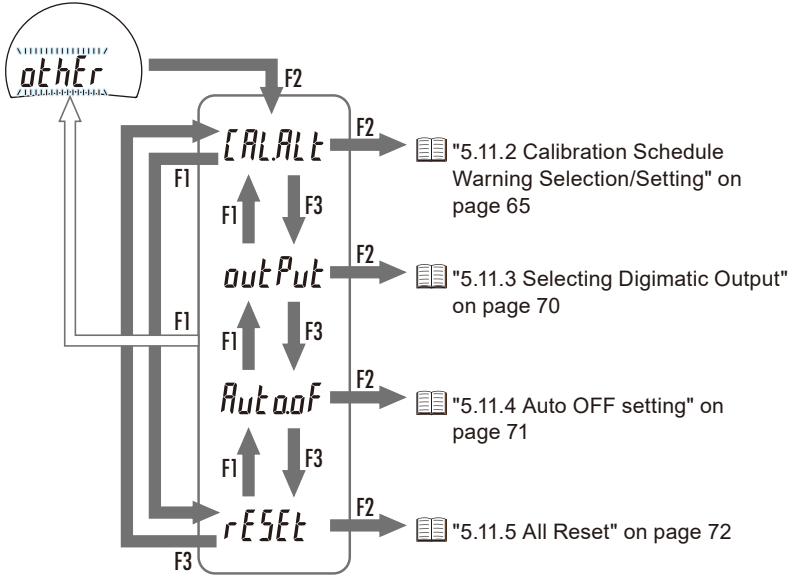 othEr
F2
CAL.ALt
F2
"5.11.2 Calibration Schedule
Warning Selection/Setting" on
page 65
F1
F1
F3
outPut
F2
"5.11.3 Selecting Digimatic Output"
on page 70
F1
F1
F3
Auto.oF
F2
"5.11.4 Auto OFF setting" on
page 71
F1
F3
rESEt
F2
"5.11.5 All Reset" on page 72
F3